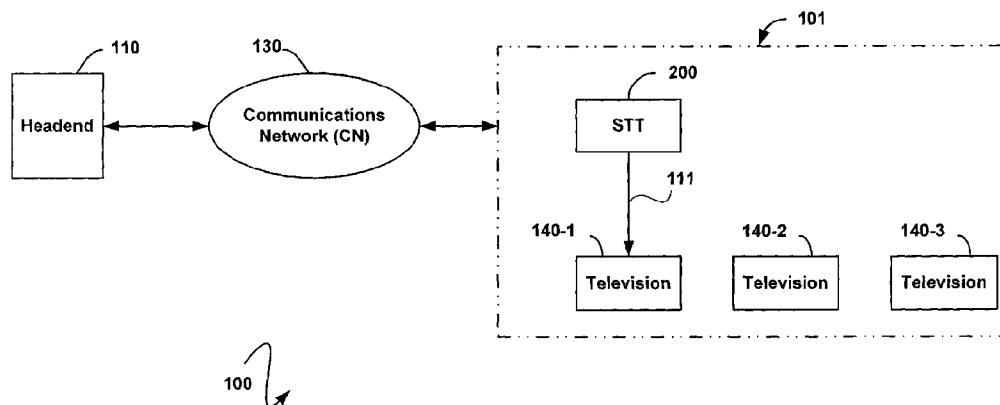 101
110
130
200
Headend
Communications
Network (CN)
STT
111
140-1
140-2
140-3
Television
Television
Television
100